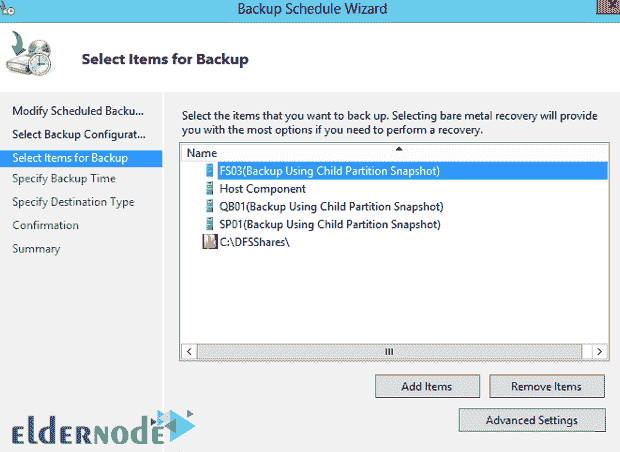 Backup Schedule Wizard
Select Items for Backup
Modify Scheduled Backu...
Select Backup Configurat...
Select Items for Backup
Specify Backup Time
Specify Destination Type
Confirmation
Summary
Select the items that you want to back up. Selecting bare metal recovery will provide
you with the most options if you need to perform a recovery.
Name
FS03(Backup Using Child Partition Snapshot)
Host Component
QB01(Backup Using Child Partition Snapshot)
SP01(Backup Using Child Partition Snapshot)
C:\DFSShares\
Add Items
Remove Items
Advanced Settings
ELDERNODE